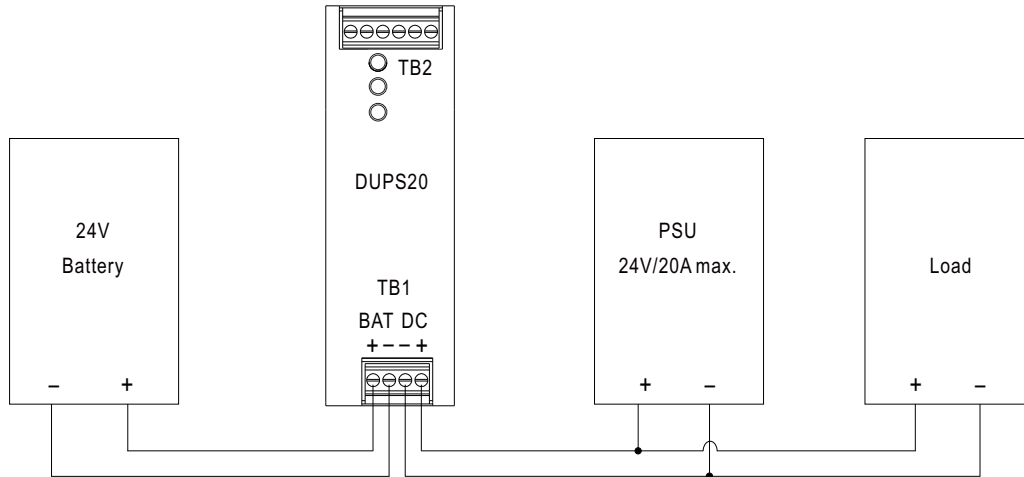 TB2
DUPS20
24V
Battery
PSU
24V/20A max.
Load
TB1
BAT DC
+ − − +
− +
+ −
+ −